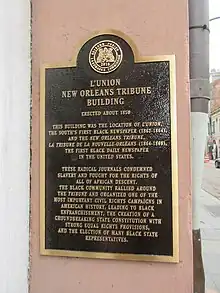 L'UNION
NEW ORLEANS TRIBUNE
BUILDING
ERECTED ABOUT 1850
THIS BUILDING WAS THE LOCATION OF L'UNION,
THE SOUTH'S FIRST BLACK NEWSPAPER (1862-1864),
AND THE NEW ORLEANS TRIBUNE,
LA TRIBUNE DE LA NOUVELLE-ORLEANS (1864-1869),
THE FIRST BLACK DAILY NEWSPAPER
IN THE UNITED STATES.
THESE RADICAL JOURNALS CONDEMNED
SLAVERY AND FOUGHT FOR THE RIGHTS OF
ALL OF AFRICAN DESCENT.
THE BLACK COMMUNITY RALLIED AROUND
THE TRIBUNE AND ORGANIZED ONE OF THE
MOST IMPORTANT CIVIL RIGHTS CAMPAIGNS IN
AMERICAN HISTORY, LEADING TO BLACK
ENFRANCHISEMENT, THE CREATION OF A
GROUNDBREAKING STATE CONSTITUTION WITH
STRONG EQUAL RIGHTS PROVISIONS,
AND THE ELECTION OF MANY BLACK STATE
REPRESENTATIVES.